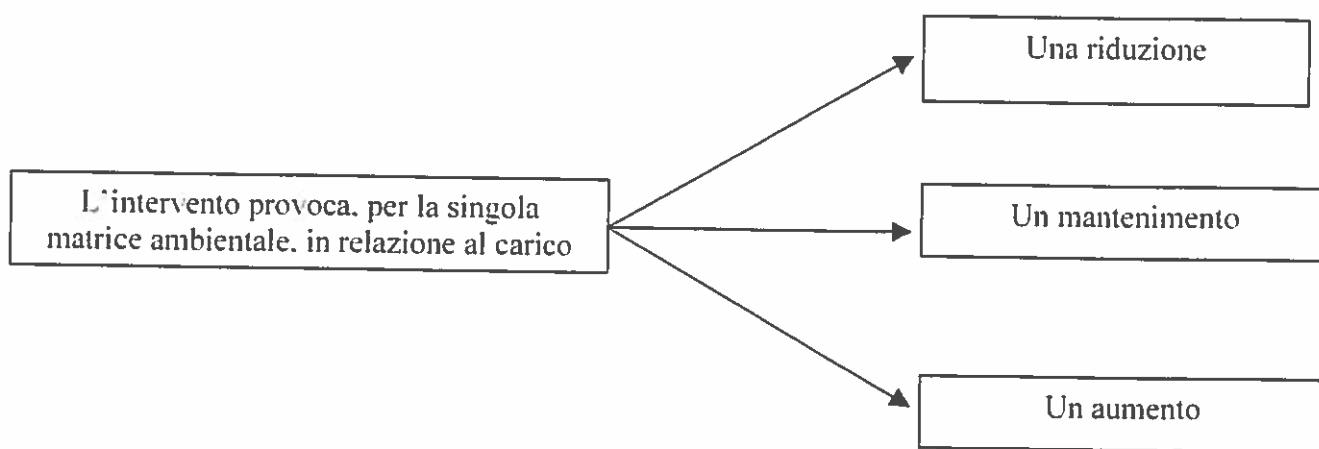 Una riduzione
L'intervento provoca, per la singola
matrice ambientale, in relazione al carico
Un mantenimento
Un aumento